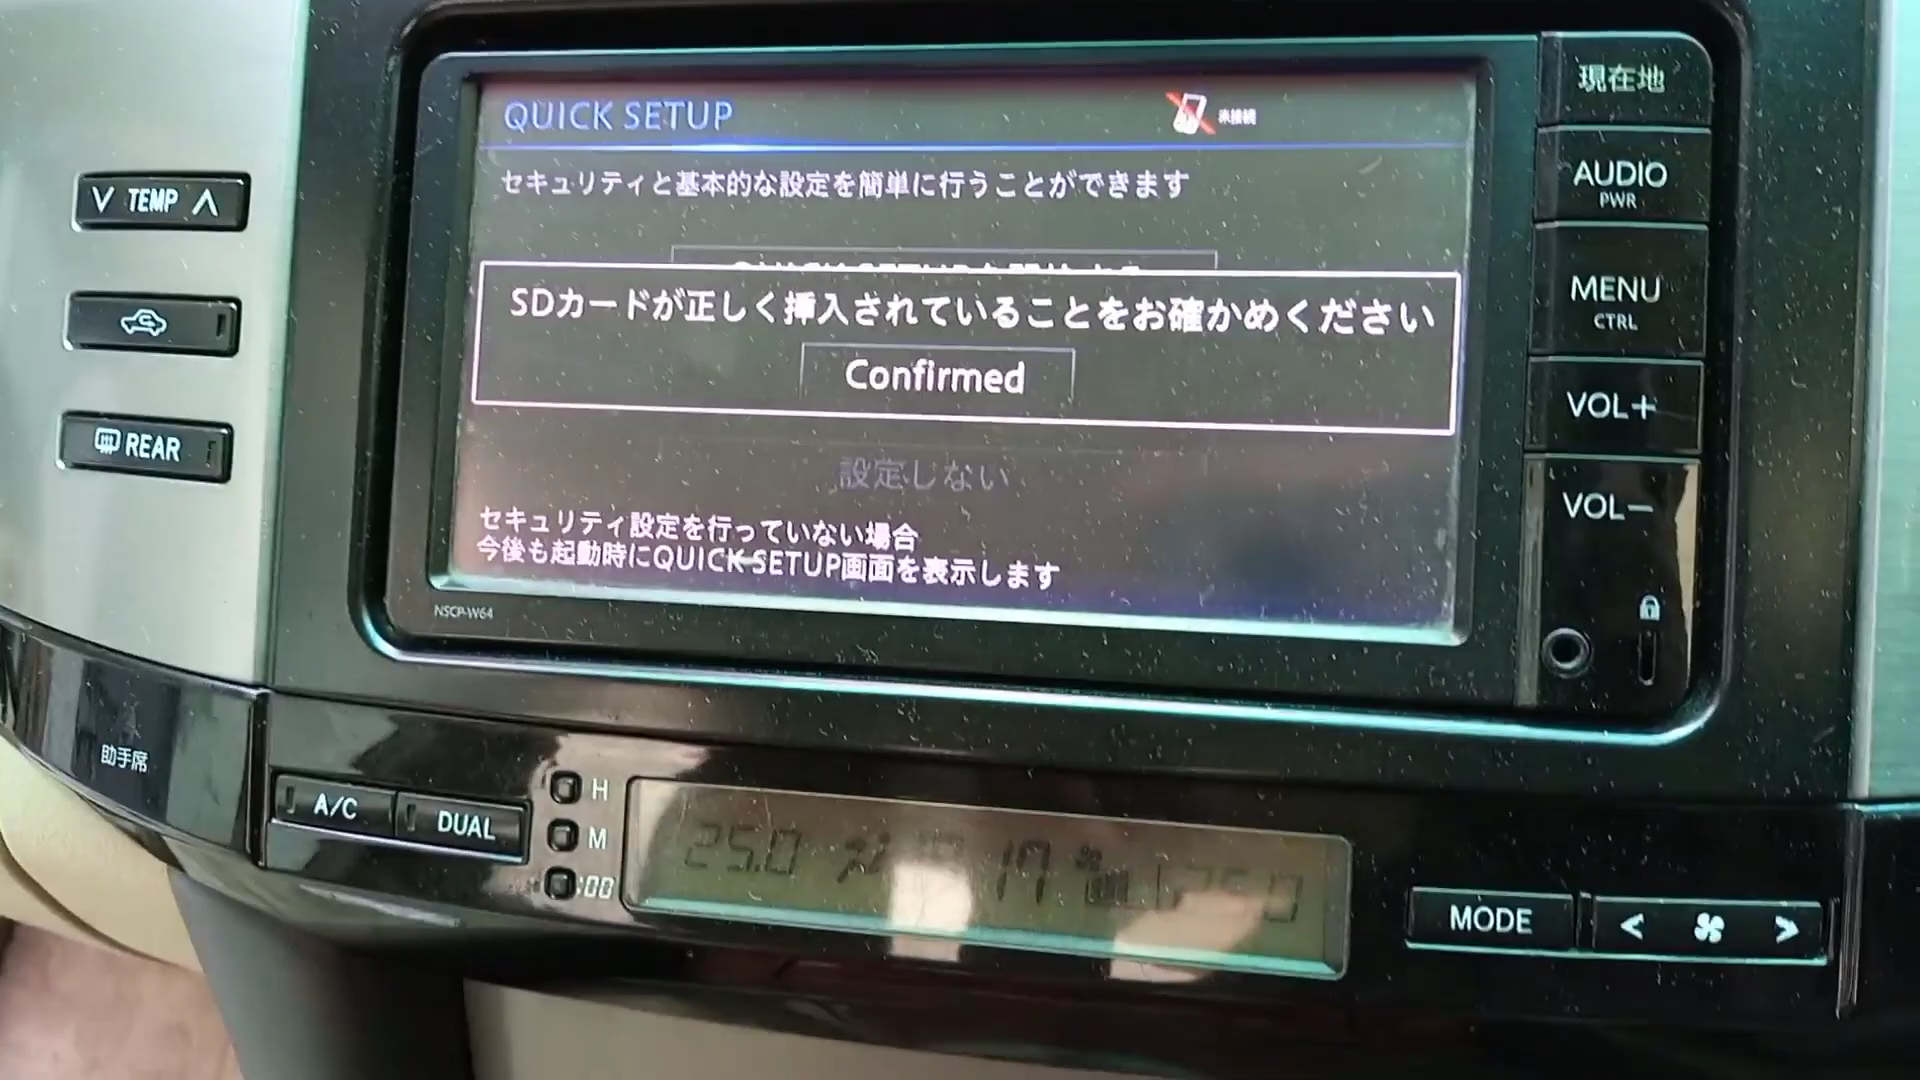 QUICK SETUP
未接続
セキュリティと基本的な設定を簡単に行うことができます
SDカードが正しく挿入されていることをお確かめください
Confirmed
設定しない
セキュリティ設定を行っていない場合
今後も起動時にQUICK SETUP画面を表示します
NSCP-W64
現在地
AUDIO
PWR
MENU
CTRL
VOL+
VOL-
TEMP
REAR
助手席
A/C
DUAL
H
M
:00
25.0
17
25.0
MODE